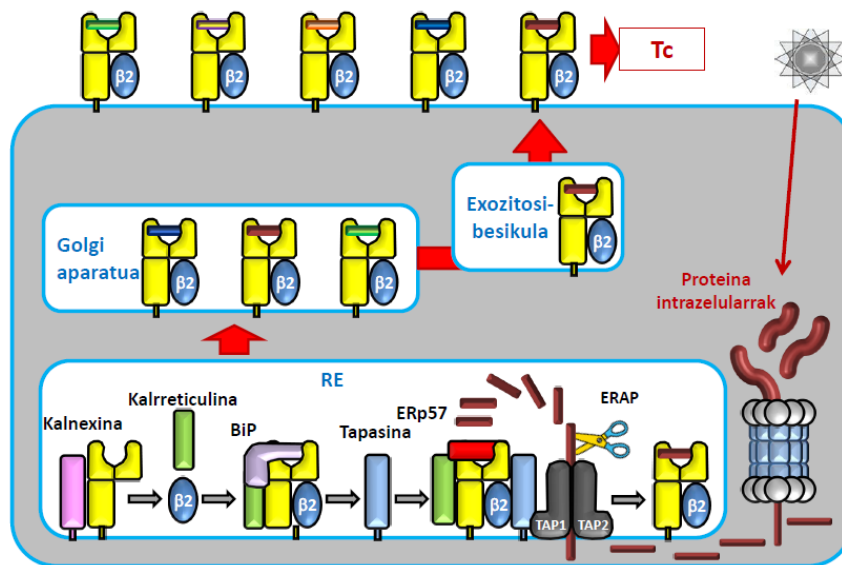 β2
β2
β2
β2
β2
Tc
Exozitosi-
besikula
β2
Golgi
aparatua
β2
β2
β2
Proteina
intrazelularrak
RE
Kalrreticulina
Kalnexina
BiP
Tapasina
ERp57
ERAP
β2
β2
β2
TAP1
TAP2
β2